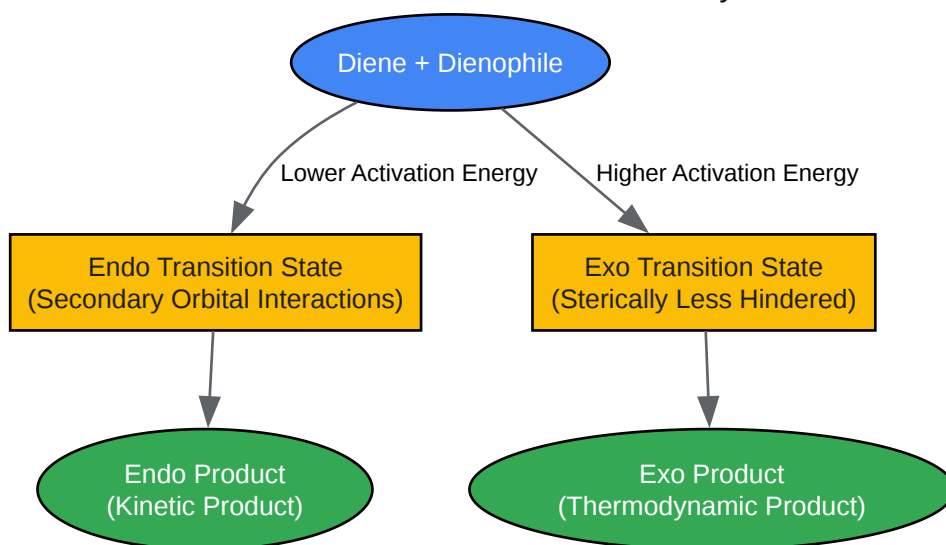 Diene + Dienophile
Lower Activation Energy
Higher Activation Energy
Endo Transition State
(Secondary Orbital Interactions)
Exo Transition State
(Sterically Less Hindered)
Endo Product
(Kinetic Product)
Exo Product
(Thermodynamic Product)